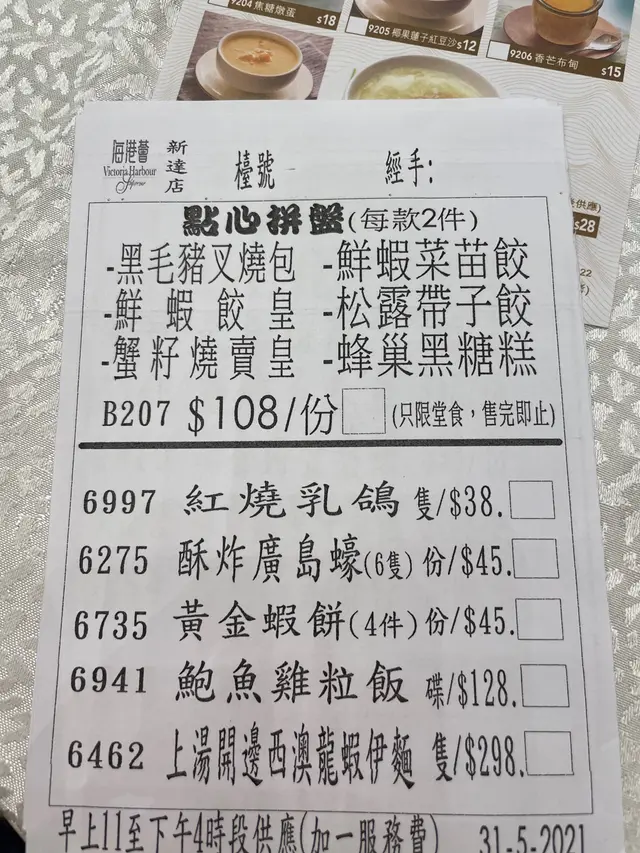 9204 焦糖燉蛋 $18
9205 椰果蓮子紅豆沙 $12
9206 香芒布甸 $15
供應)
$28
22
海港薈
Victoria Harbour
Supreme
新達店
檯號
經手:
點心拼盤(每款2件)
-黑毛豬叉燒包 -鮮蝦菜苗餃
-鮮蝦餃皇 -松露帶子餃
-蟹籽燒賣皇 -蜂巢黑糖糕
B207 $108/份 (只限堂食，售完即止)
6997 紅燒乳鴿 隻/$38.
6275 酥炸廣島蠔(6隻) 份/$45.
6735 黃金蝦餅(4件) 份/$45.
6941 鮑魚雞粒飯 碟/$128.
6462 上湯開邊西澳龍蝦伊麵 隻/$298.
早上11至下午4時段供應(加一服務費) 31-5-2021